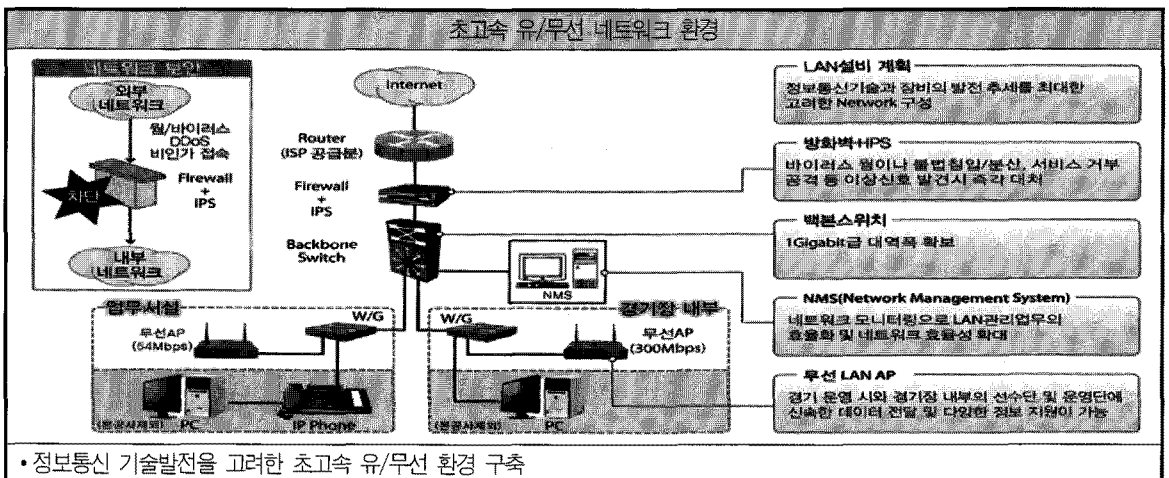 초고속 유/무선 네트워크 환경
네트워크 보안
외부
네트워크
웜/바이러스
DDoS
비인가 접속
Firewall
+
IPS
차단
내부
네트워크
Internet
Router
(ISP 공급분)
Firewall
+
IPS
Backbone
Switch
NMS
업무시설
W/G
무선AP
(54Mbps)
(본공사제외) PC
IP Phone
경기장 내부
W/G
무선AP
(300Mbps)
(본공사제외) PC
LAN설비 계획
정보통신기술과 장비의 발전 추세를 최대한
고려한 Network 구성
방화벽+IPS
바이러스 웜이나 불법침입/분산, 서비스 거부
공격 등 이상신호 발견시 즉각 대처
백본스위치
1Gigabit급 대역폭 확보
NMS(Network Management System)
네트워크 모니터링으로 LAN관리업무의
효율화 및 네트워크 효율성 확대
무선 LAN AP
경기 운영 시와 경기장 내부의 선수단 및 운영단에
신속한 데이터 전달 및 다양한 정보 지원이 가능
• 정보통신 기술발전을 고려한 초고속 유/무선 환경 구축